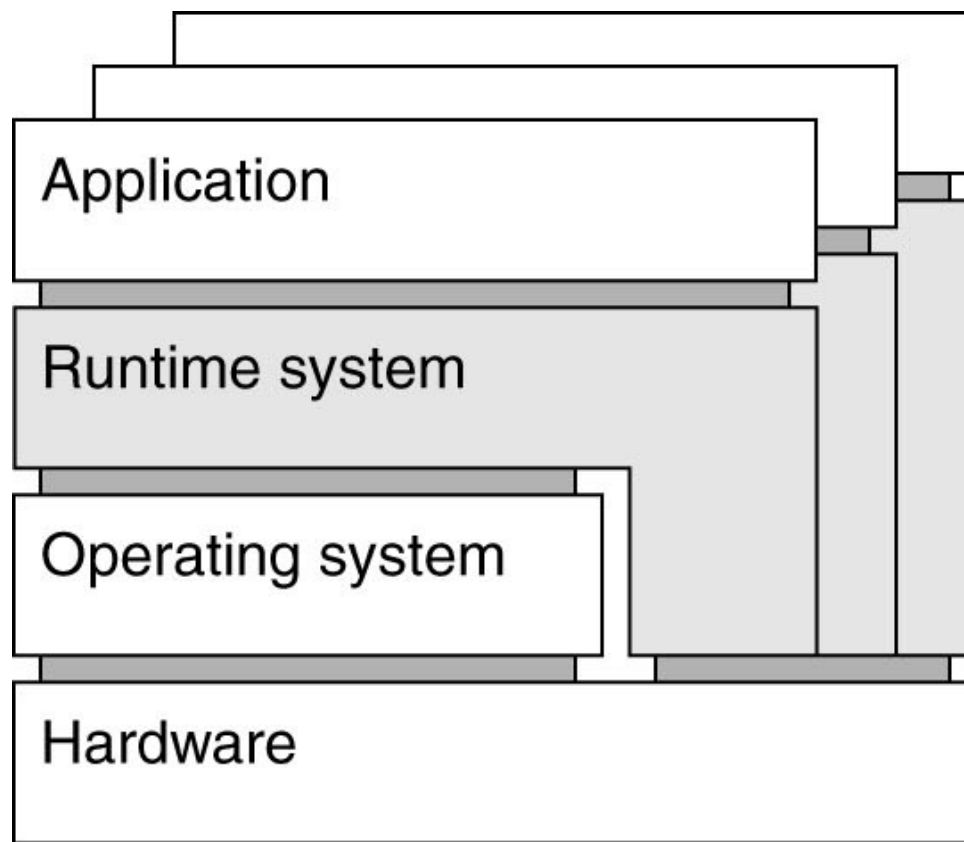 Application
Runtime system
Operating system
Hardware